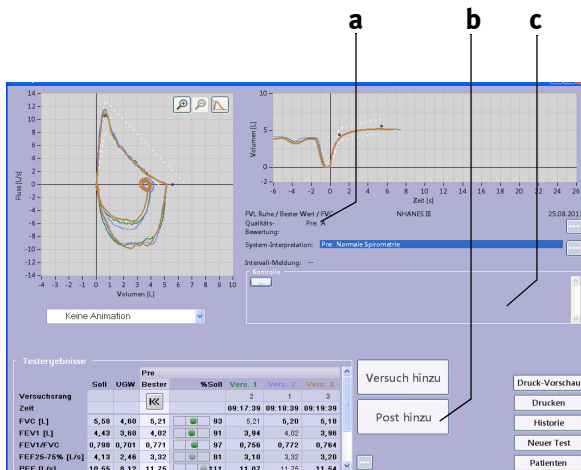 a b c
14
12
10
8
6
4
2
0
-2
-4
-6
-8
-10
-12
-14
Fluss [L/s]
-4 -3 -2 -1 0 1 2 3 4 5 6 7 8 9 10
Volumen [L]
10
5
0
-2
Volumen [L]
-6 -4 -2 0 2 4 6 8 10 12 14 16 18 20 22 24 26
Zeit [s]
FVL Ruhe / Bester Wert / FVC NHANES III 25.08.2011
Qualitäts- Pre: A
Bewertung:
System-Interpretation: Pre: Normale Spirometrie
Intervall-Meldung: --
Kontrolle
...
Keine Animation
Testergebnisse
Pre
Soll UGW Bester %Soll Vers. 1 Vers. 2 Vers. 3
Versuchsrang 2 1 3
Zeit 09:17:39 09:18:39 09:19:39
FVC [L] 5,58 4,60 5,21 93 5,21 5,20 5,18
FEV1 [L] 4,43 3,60 4,02 91 3,94 4,02 3,96
FEV1/FVC 0,798 0,701 0,771 97 0,756 0,772 0,764
FEF25-75% [L/s] 4,13 2,46 3,32 81 3,10 3,32 3,20
PEF [L/s] 10,55 8,12 11,75 111 11,07 11,75 11,54
Versuch hinzu
Post hinzu
Druck-Vorschau
Drucken
Historie
Neuer Test
Patienten